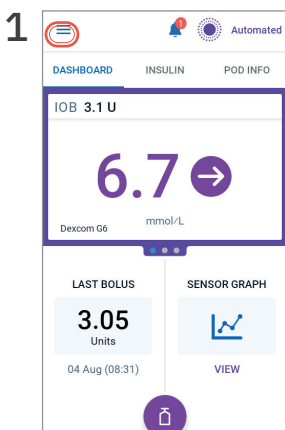 1
1
Automated
DASHBOARD INSULIN POD INFO
IOB 3.1 U
6.7
mmol/L
Dexcom G6
LAST BOLUS
3.05
Units
04 Aug (08:31)
SENSOR GRAPH
VIEW